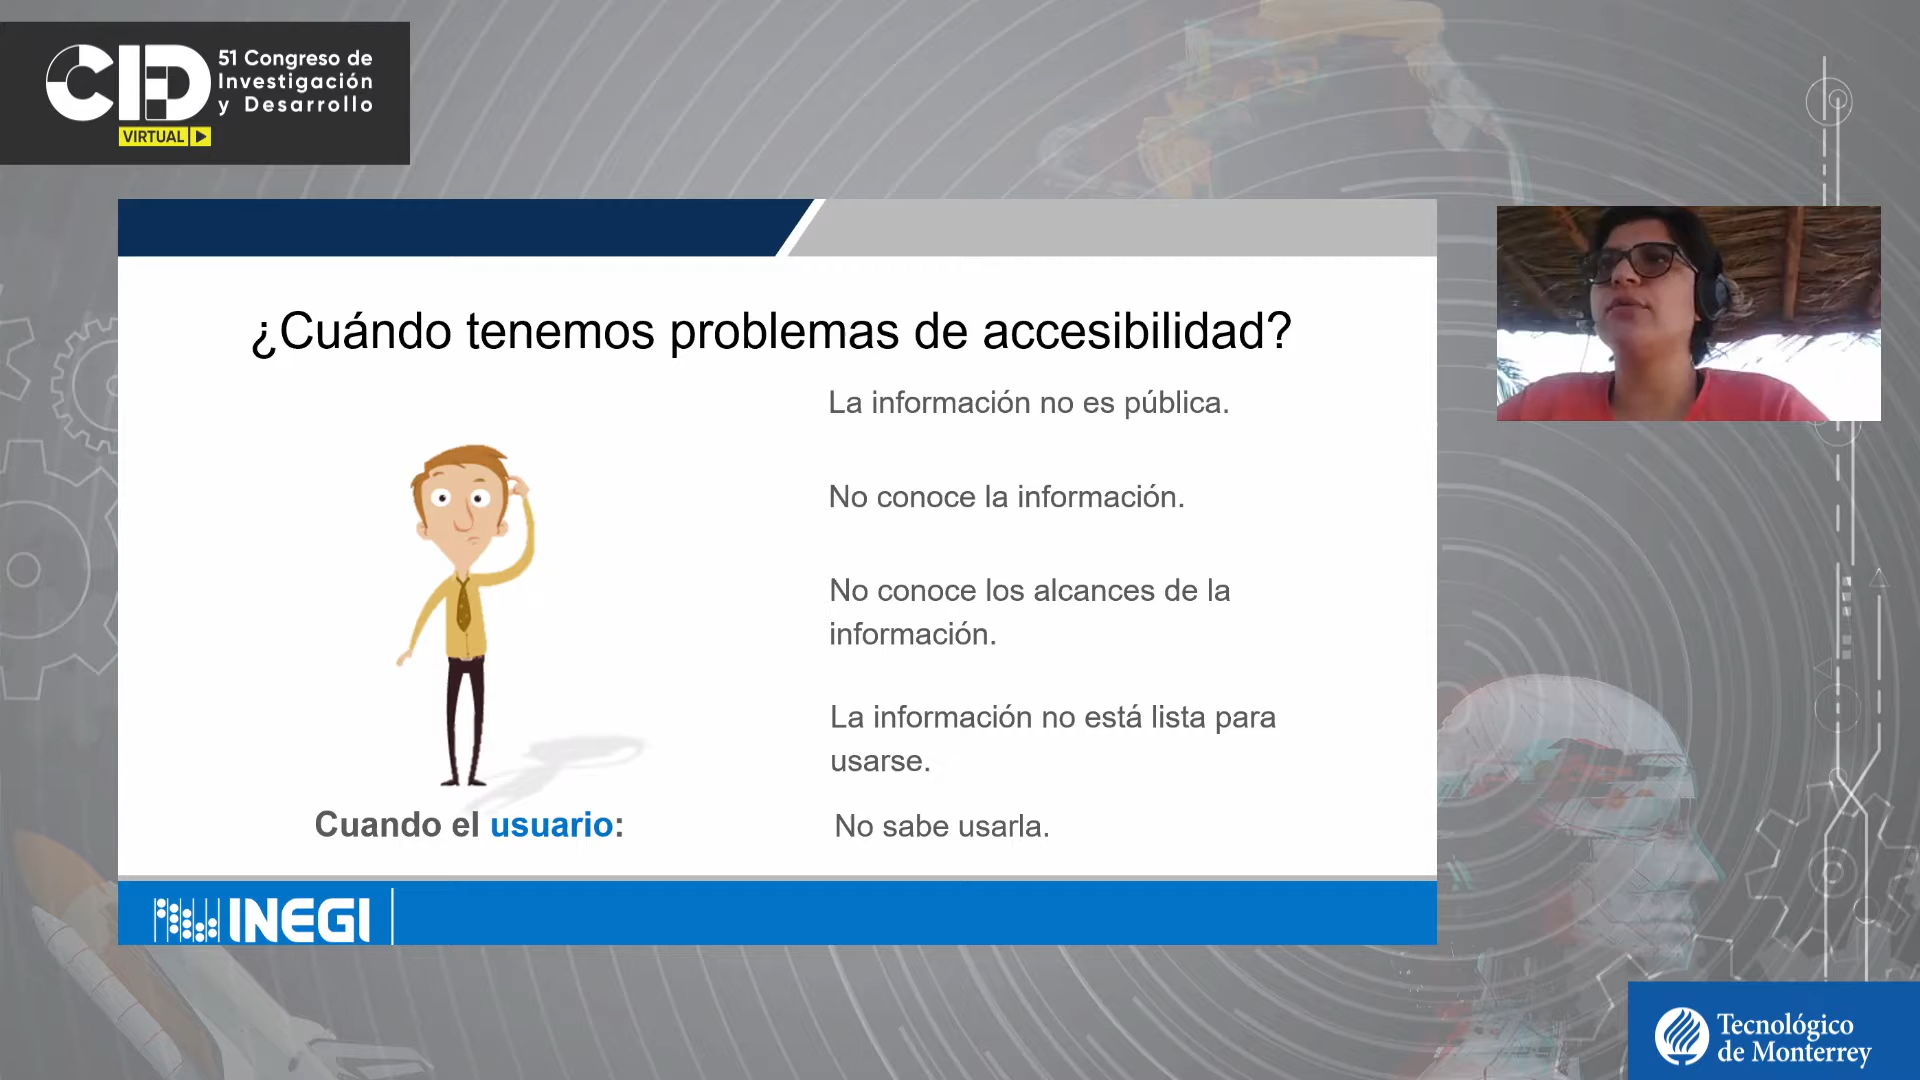 CID
51 Congreso de
Investigación
y Desarrollo
VIRTUAL
¿Cuándo tenemos problemas de accesibilidad?
La información no es pública.
No conoce la información.
No conoce los alcances de la
información.
La información no está lista para
usarse.
Cuando el usuario:
No sabe usarla.
INEGI
Tecnológico
de Monterrey